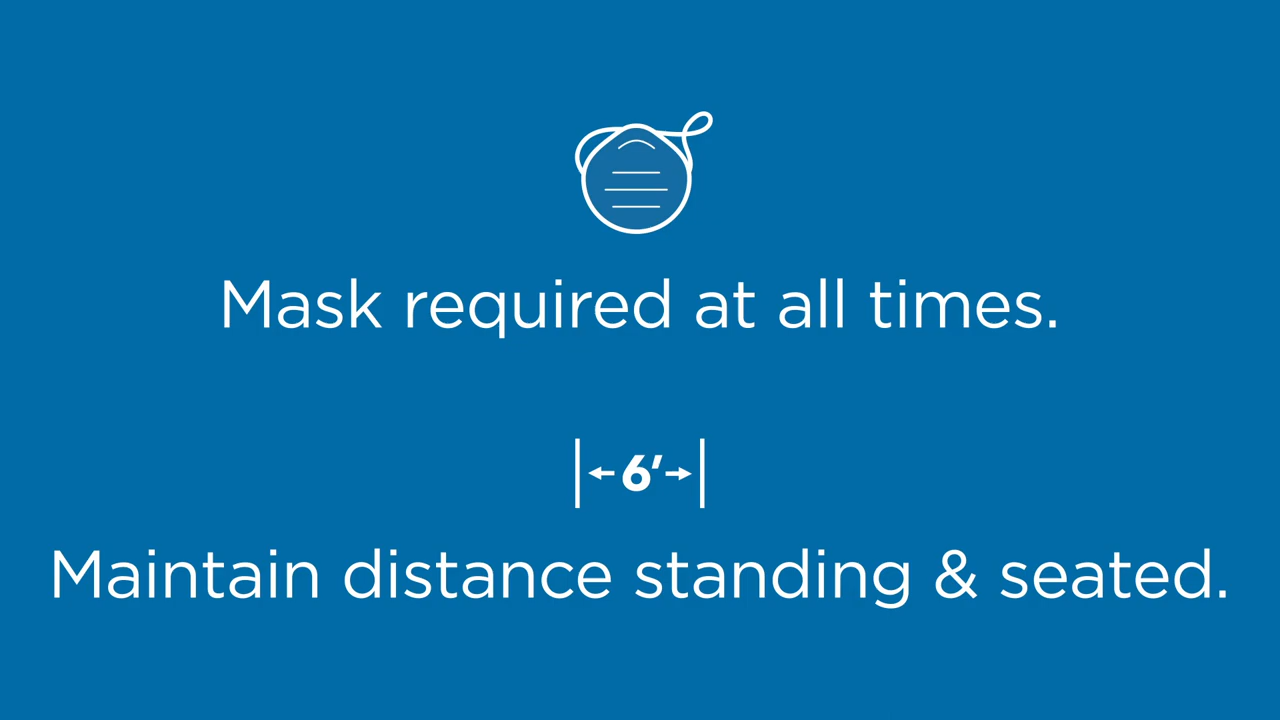 Mask required at all times.
6'
Maintain distance standing & seated.